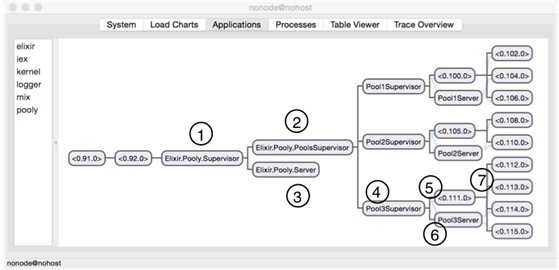 nonode@nohost
System Load Charts Applications Processes Table Viewer Trace Overview
elixir
iex
kernel
logger
mix
pooly
<0.91.0>
<0.92.0>
1
Elixir.Pooly.Supervisor
2
Elixir.Pooly.PoolsSupervisor
Elixir.Pooly.Server
3
Pool1Supervisor
<0.100.0>
Pool1Server
<0.102.0>
<0.104.0>
<0.106.0>
Pool2Supervisor
<0.105.0>
Pool2Server
<0.108.0>
<0.110.0>
4
Pool3Supervisor
5
<0.111.0>
Pool3Server
6
7
<0.112.0>
<0.113.0>
<0.114.0>
<0.115.0>
nonode@nohost